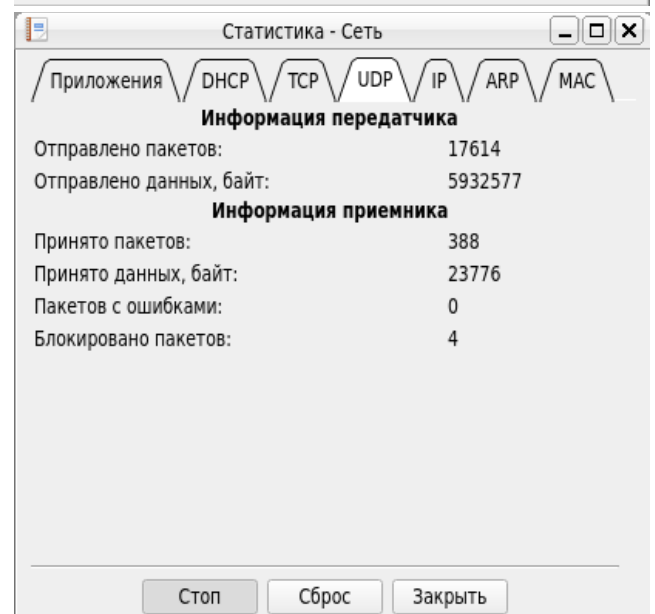 Статистика - Сеть
Приложения DHCP TCP UDP IP ARP MAC
Информация передатчика
Отправлено пакетов: 17614
Отправлено данных, байт: 5932577
Информация приемника
Принято пакетов: 388
Принято данных, байт: 23776
Пакетов с ошибками: 0
Блокировано пакетов: 4
Стоп Сброс Закрыть